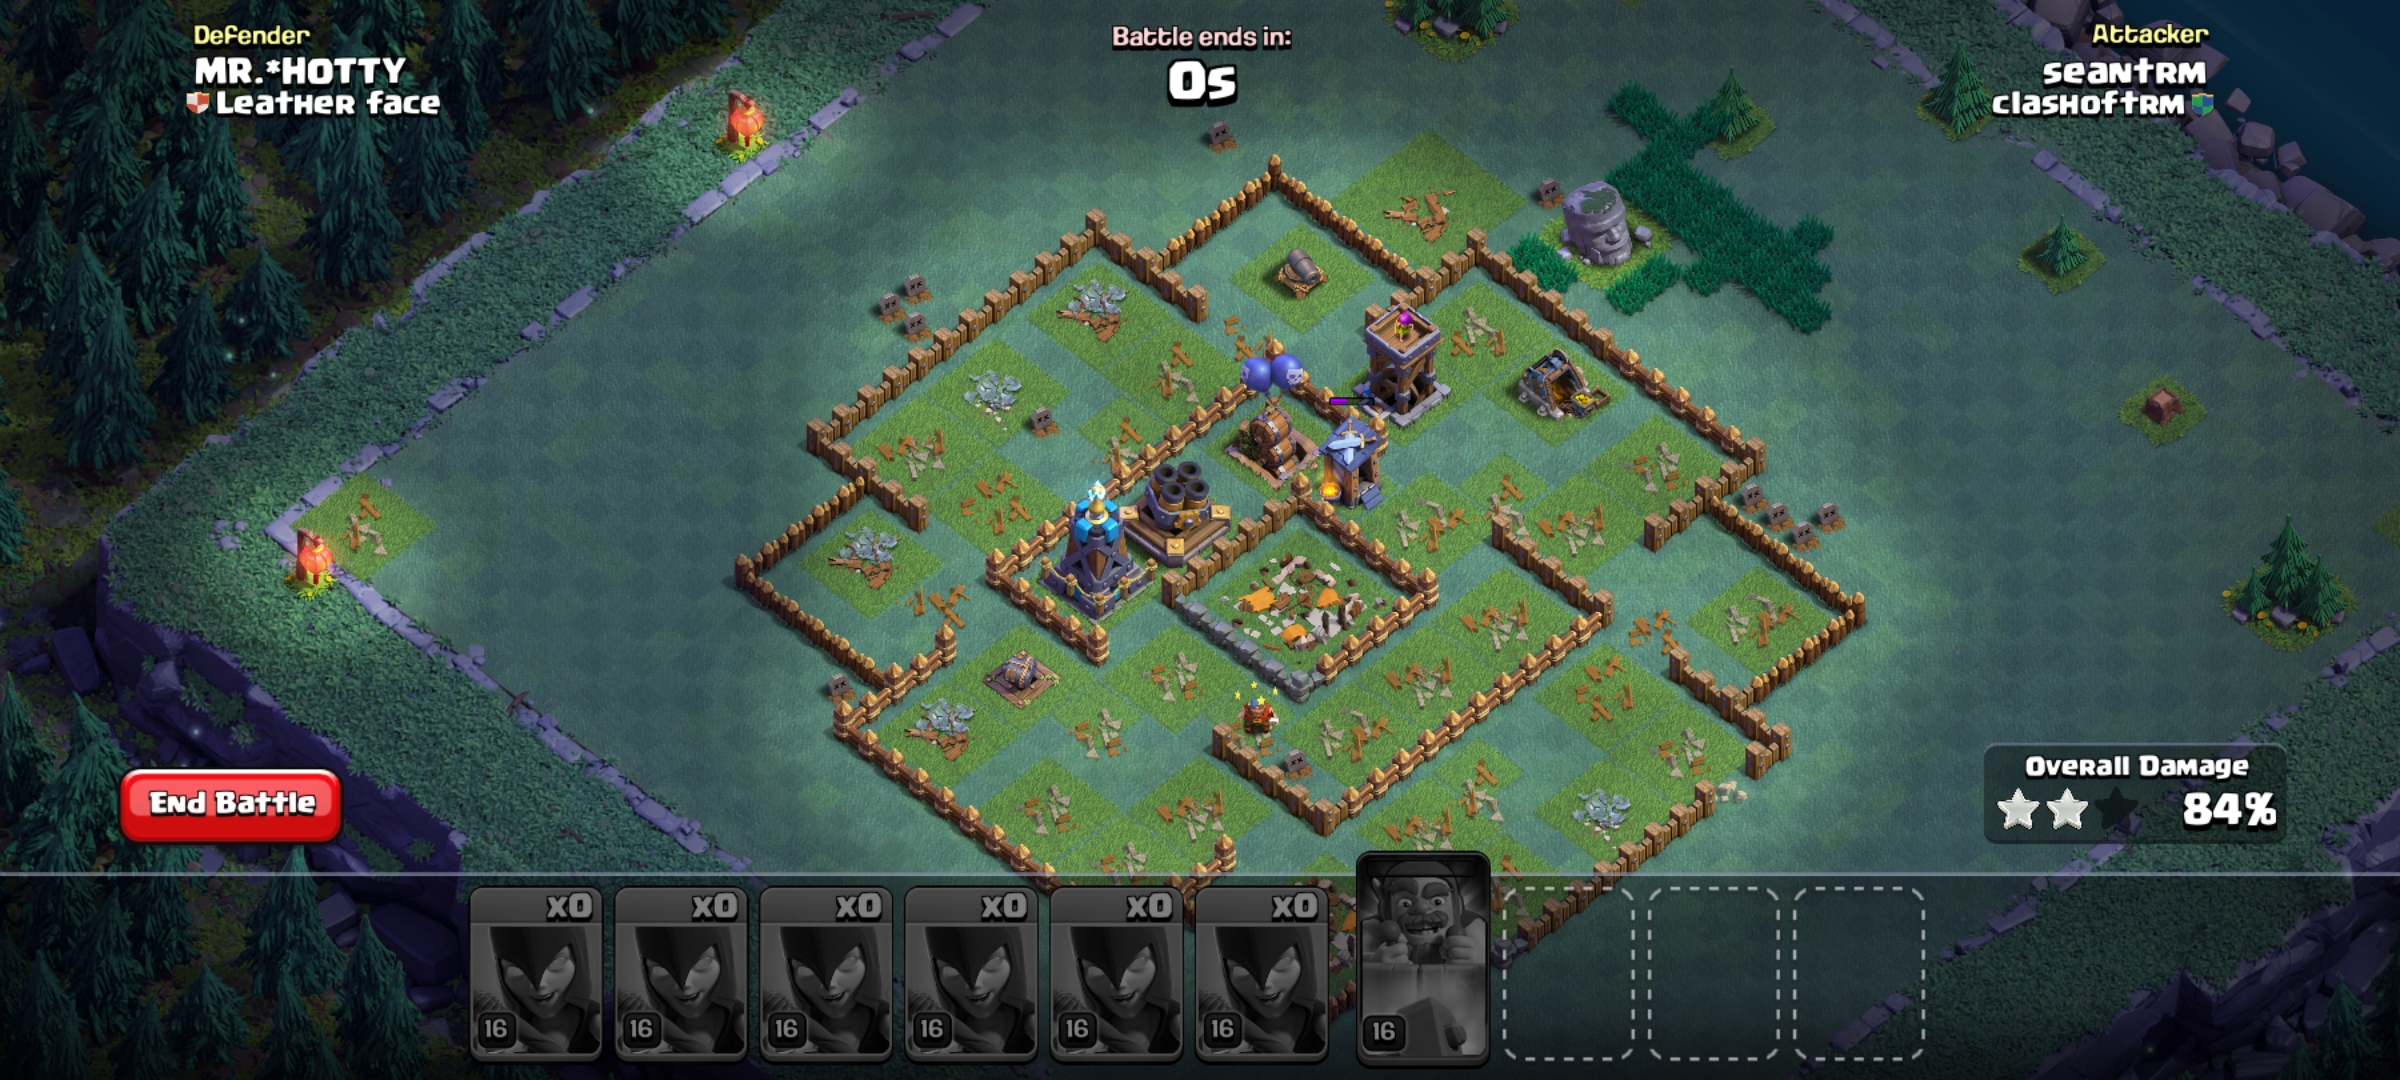 Defender
MR.*HOTTY
Leather face
Battle ends in:
0s
Attacker
seantRM
clashoftRM
End Battle
Overall Damage
84%
x0
x0
x0
x0
x0
x0
16
16
16
16
16
16
16